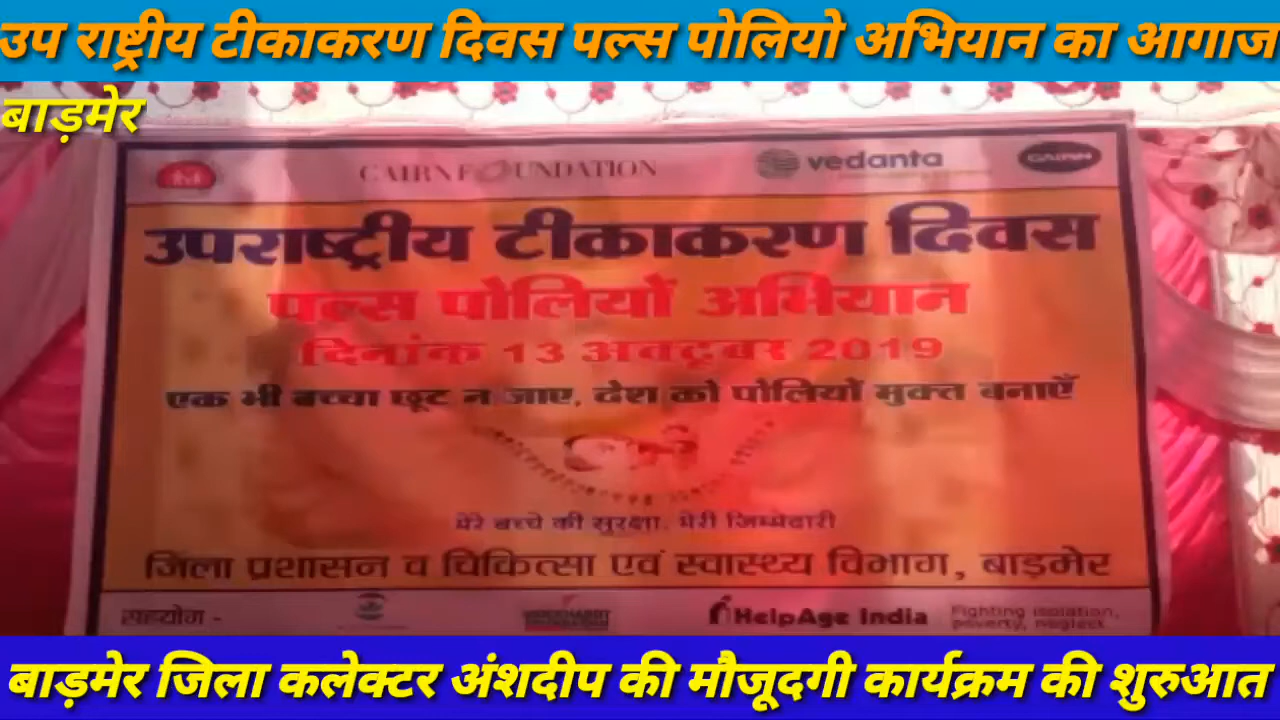 उप राष्ट्रीय टीकाकरण दिवस पल्स पोलियो अभियान का आगाज
बाड़मेर
CAIRN FOUNDATION vedanta CAIRN
उपराष्ट्रीय टीकाकरण दिवस
पल्स पोलियों अभियान
दिनांक 13 अक्टूबर 2019
एक भी बच्चा छूट न जाए, देश को पोलियों मुक्त बनाएँ
मेरे बच्चे की सुरक्षा, मेरी जिम्मेदारी
जिला प्रशासन व चिकित्सा एवं स्वास्थ्य विभाग, बाड़मेर
सहयोग - HelpAge India Fighting isolation,
poverty, neglect
बाड़मेर जिला कलेक्टर अंशदीप की मौजूदगी कार्यक्रम की शुरुआत